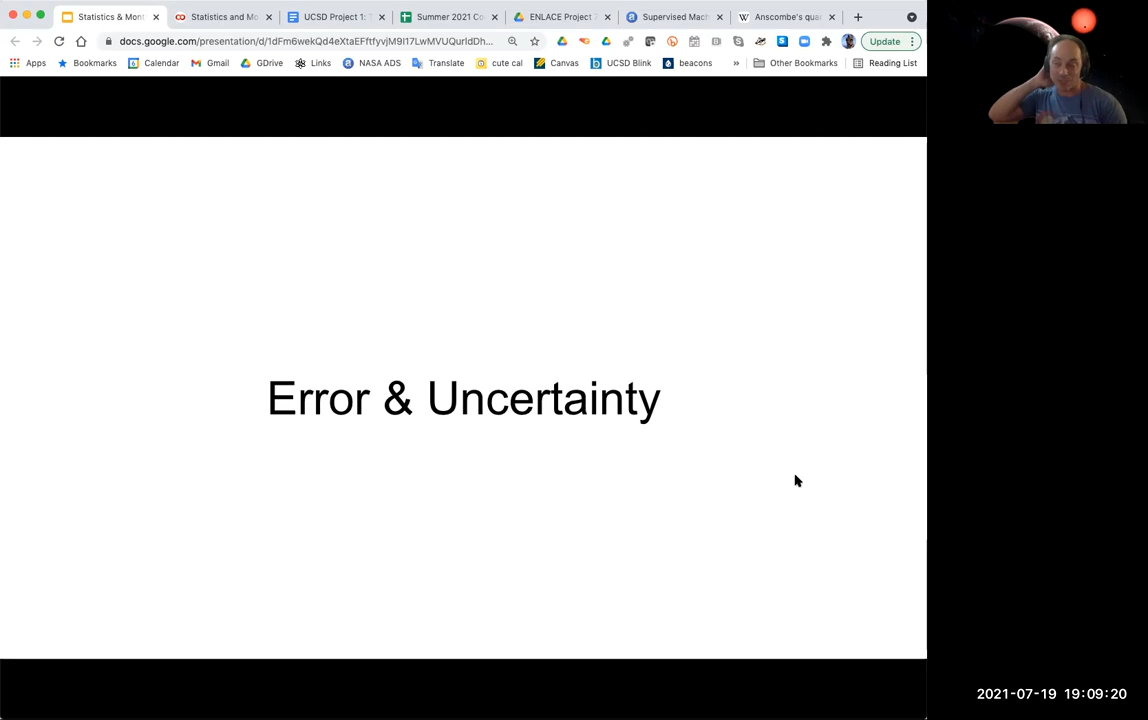 Statistics & Mont
Statistics and Mo
UCSD Project 1: T
Summer 2021 Co
ENLACE Project 7
Supervised Mach
Anscombe's quar
docs.google.com/presentation/d/1dFm6wekQd4eXtaEFftfyvjM9I17LwMVUQurldDh...
Update
Apps
Bookmarks
Calendar
Gmail
GDrive
Links
NASA ADS
Translate
cute cal
Canvas
UCSD Blink
beacons
»
Other Bookmarks
Reading List
Error & Uncertainty
2021-07-19 19:09:20